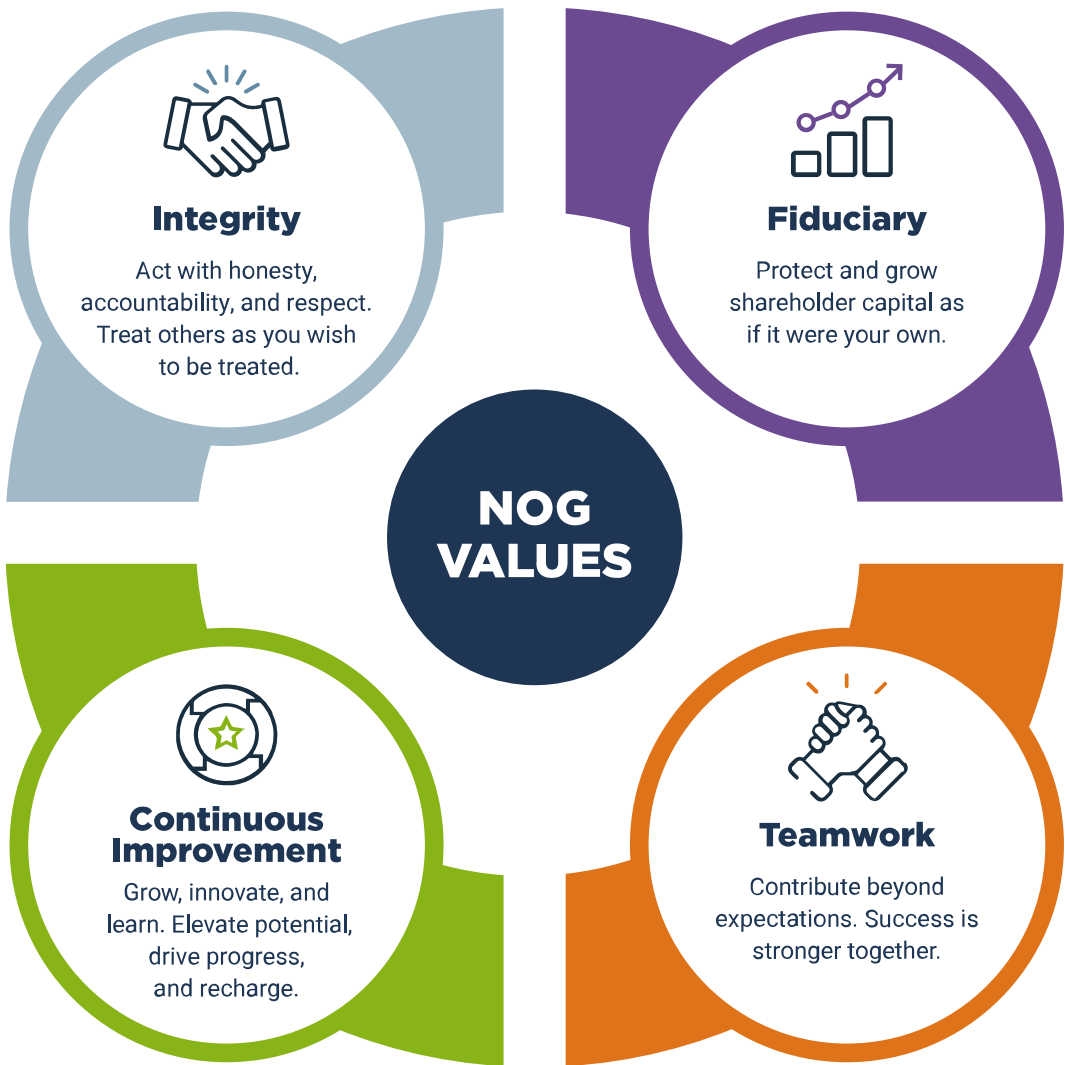 Integrity
Act with honesty,
accountability, and respect.
Treat others as you wish
to be treated.
Fiduciary
Protect and grow
shareholder capital as
if it were your own.
NOG
VALUES
Continuous
Improvement
Grow, innovate, and
learn. Elevate potential,
drive progress,
and recharge.
Teamwork
Contribute beyond
expectations. Success is
stronger together.